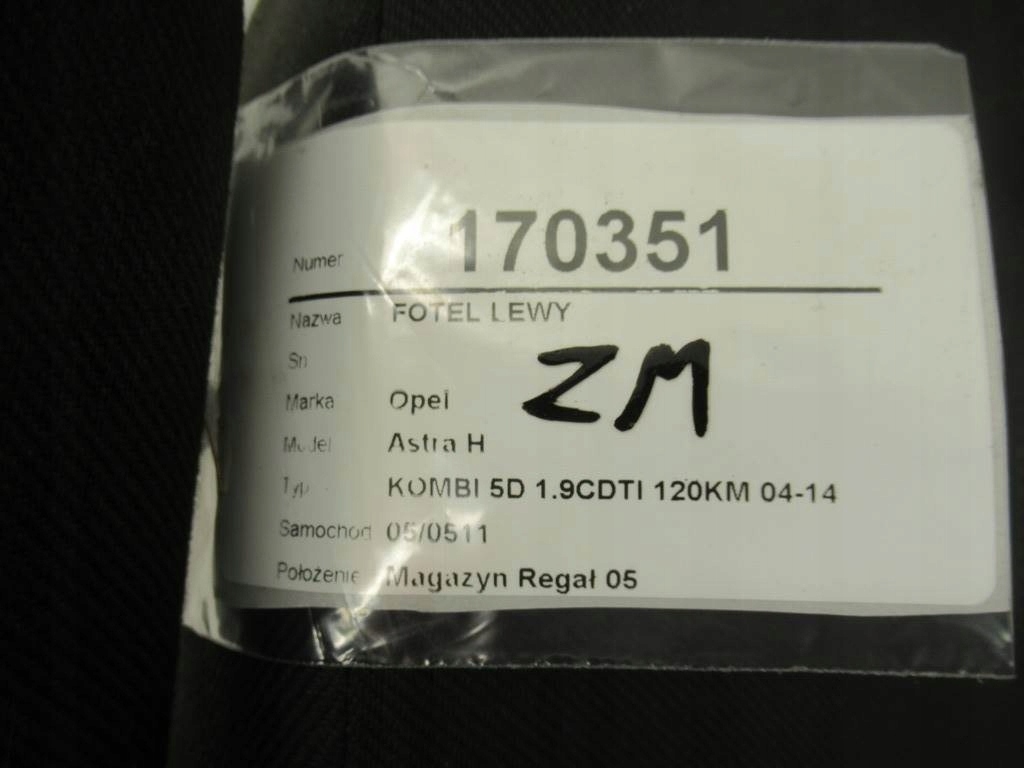 Numer 170351
Nazwa FOTEL LEWY
Sn
ZM
Marka Opel
Model Astra H
Typ KOMBI 5D 1.9CDTI 120KM 04-14
Samochod 05/0511
Położenie Magazyn Regał 05